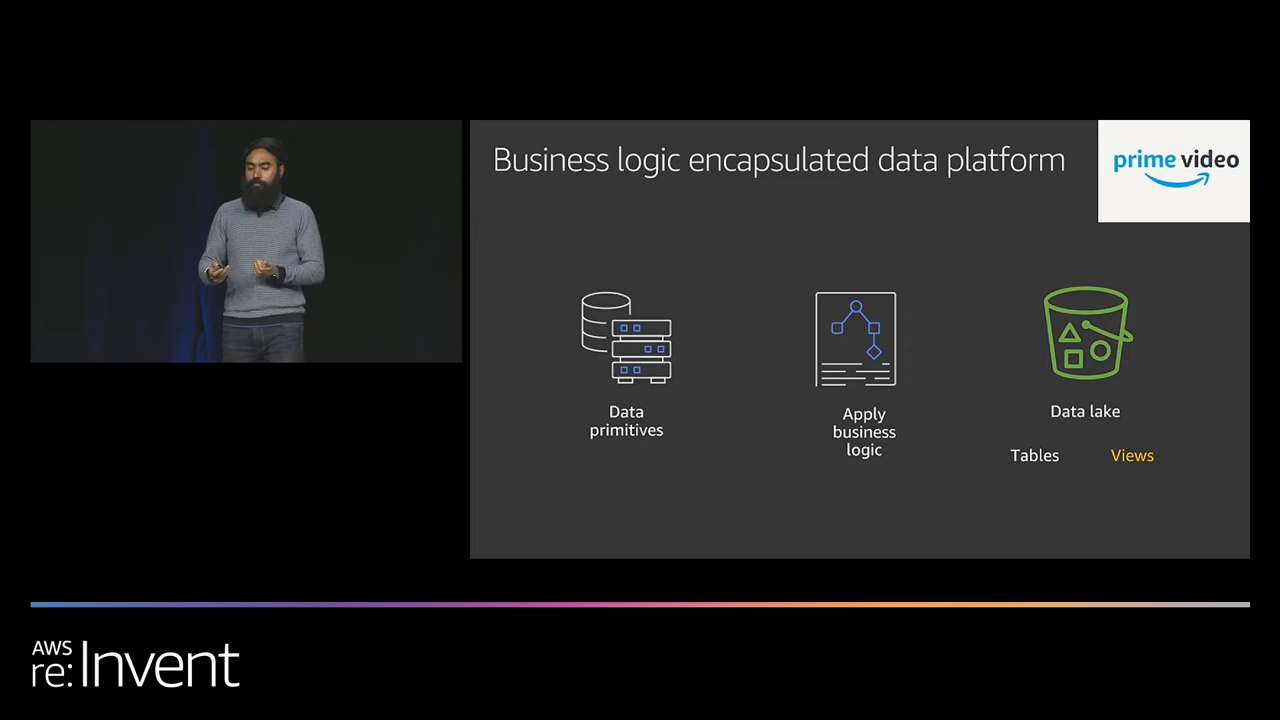 Business logic encapsulated data platform
prime video
Data
primitives
Apply
business
logic
Data lake
Tables
Views
AWS
re:Invent